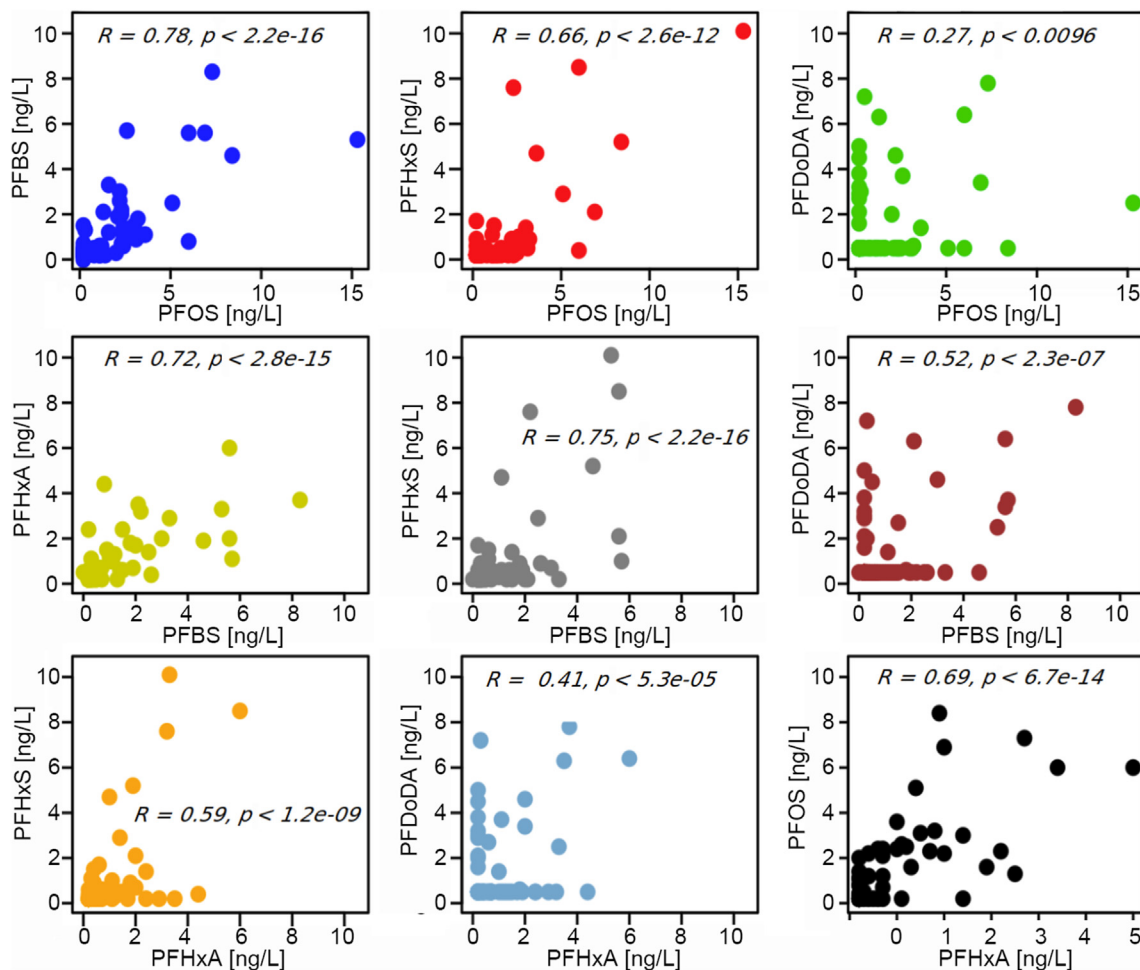 R = 0.78, p < 2.2e-16
PFBS [ng/L]
10
8
6
4
2
0
0 5 10 15
PFOS [ng/L]
R = 0.66, p < 2.6e-12
PFHxS [ng/L]
10
8
6
4
2
0
0 5 10 15
PFOS [ng/L]
R = 0.27, p < 0.0096
PFDoDA [ng/L]
10
8
6
4
2
0
0 5 10 15
PFOS [ng/L]
R = 0.72, p < 2.8e-15
PFHxA [ng/L]
10
8
6
4
2
0
0 2 4 6 8 10
PFBS [ng/L]
R = 0.75, p < 2.2e-16
PFHxS [ng/L]
10
8
6
4
2
0
0 2 4 6 8 10
PFBS [ng/L]
R = 0.52, p < 2.3e-07
PFDoDA [ng/L]
10
8
6
4
2
0
0 2 4 6 8 10
PFBS [ng/L]
R = 0.59, p < 1.2e-09
PFHxS [ng/L]
10
8
6
4
2
0
0 2 4 6 8 10
PFHxA [ng/L]
R = 0.41, p < 5.3e-05
PFDoDA [ng/L]
10
8
6
4
2
0
0 2 4 6 8 10
PFHxA [ng/L]
R = 0.69, p < 6.7e-14
PFOS [ng/L]
10
8
6
4
2
0
0 1 2 3 4 5
PFHxA [ng/L]